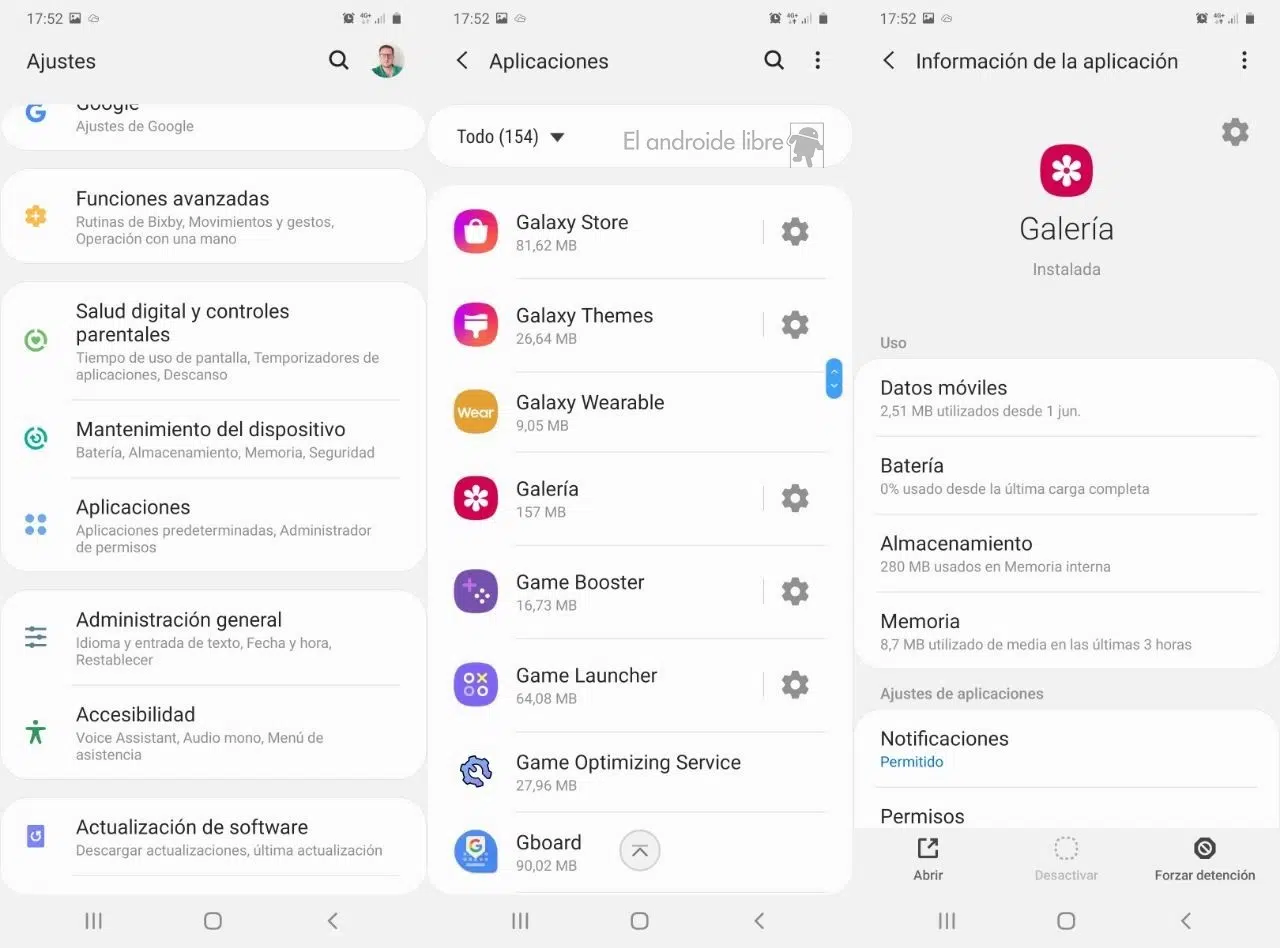 17:52
4G+
Ajustes
Google
Ajustes de Google
Funciones avanzadas
Rutinas de Bixby, Movimientos y gestos,
Operación con una mano
Salud digital y controles
parentales
Tiempo de uso de pantalla, Temporizadores de
aplicaciones, Descanso
Mantenimiento del dispositivo
Batería, Almacenamiento, Memoria, Seguridad
Aplicaciones
Aplicaciones predeterminadas, Administrador
de permisos
Administración general
Idioma y entrada de texto, Fecha y hora,
Restablecer
Accesibilidad
Voice Assistant, Audio mono, Menú de
asistencia
Actualización de software
Descargar actualizaciones, última actualización
17:52
4G+
Aplicaciones
Todo (154)
El androide libre
Galaxy Store
81,62 MB
Galaxy Themes
26,64 MB
Wear
Galaxy Wearable
9,05 MB
Galería
157 MB
Game Booster
16,73 MB
Game Launcher
64,08 MB
Game Optimizing Service
27,96 MB
G
Gboard
90,02 MB
17:52
4G+
Información de la aplicación
Galería
Instalada
Uso
Datos móviles
2,51 MB utilizados desde 1 jun.
Batería
0% usado desde la última carga completa
Almacenamiento
280 MB usados en Memoria interna
Memoria
8,7 MB utilizado de media en las últimas 3 horas
Ajustes de aplicaciones
Notificaciones
Permitido
Permisos
Abrir
Desactivar
Forzar detención